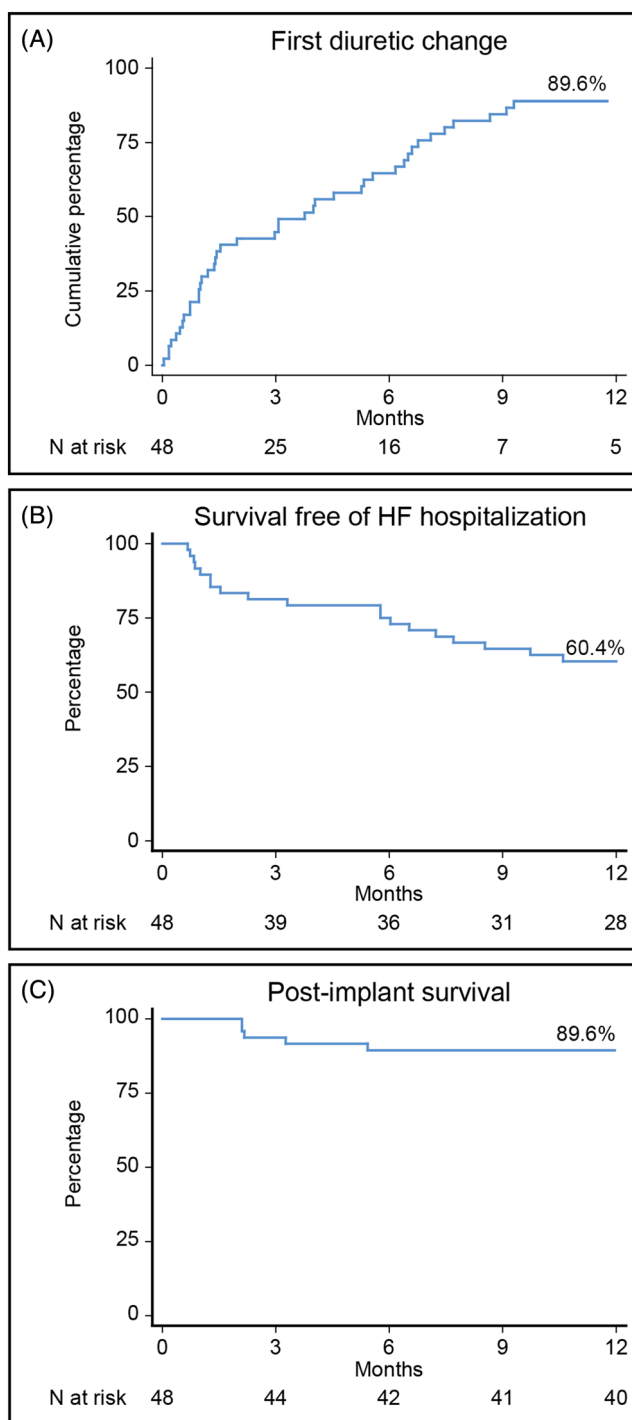 (A)
First diuretic change
Cumulative percentage
100
75
50
25
0
89.6%
0 3 6 9 12
Months
N at risk 48 25 16 7 5
(B)
Survival free of HF hospitalization
Percentage
100
75
50
25
0
60.4%
0 3 6 9 12
Months
N at risk 48 39 36 31 28
(C)
Post-implant survival
Percentage
100
75
50
25
0
89.6%
0 3 6 9 12
Months
N at risk 48 44 42 41 40